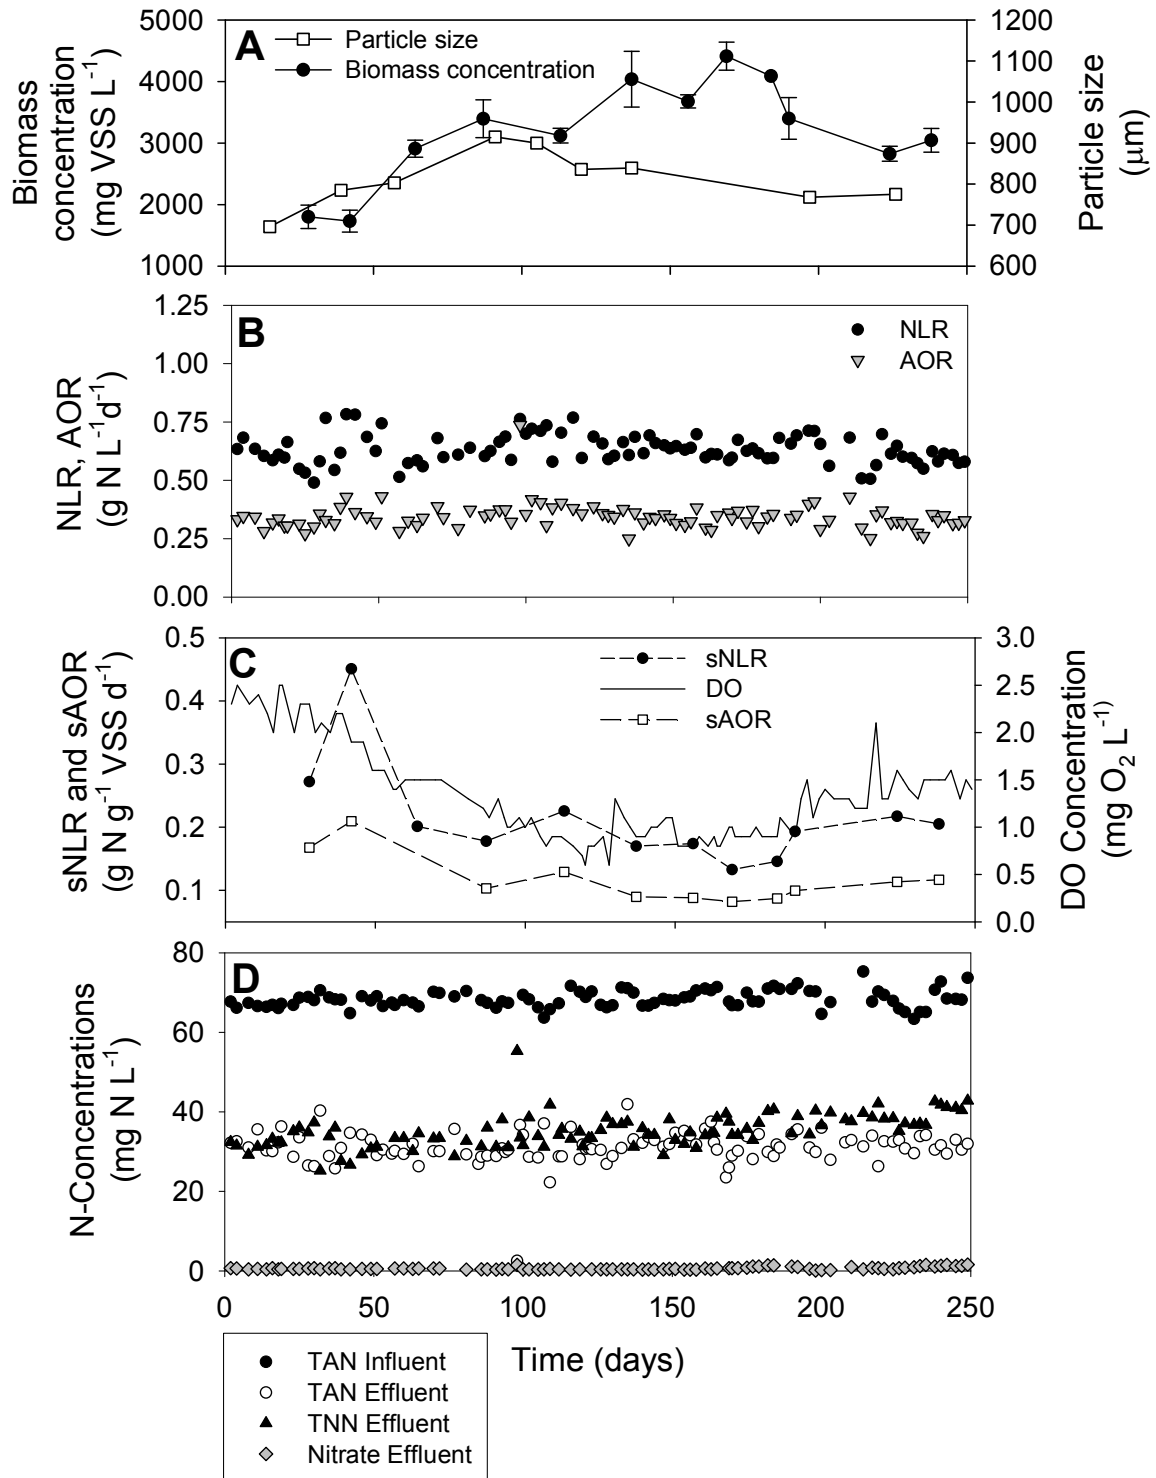 A
Particle size
Biomass concentration
5000
4000
3000
2000
1000
Biomass
concentration
(mg VSS L-1)
1200
1100
1000
900
800
700
600
Particle size
(μm)
B
NLR
AOR
1.25
1.00
0.75
0.50
0.25
0.00
NLR, AOR
(g N L-1d-1)
C
sNLR
DO
sAOR
0.5
0.4
0.3
0.2
0.1
sNLR and sAOR
(g N g-1 VSS d-1)
3.0
2.5
2.0
1.5
1.0
0.5
0.0
DO Concentration
(mg O2 L-1)
D
80
60
40
20
0
N-Concentrations
(mg N L-1)
0 50 100 150 200 250
Time (days)
TAN Influent
TAN Effluent
TNN Effluent
Nitrate Effluent